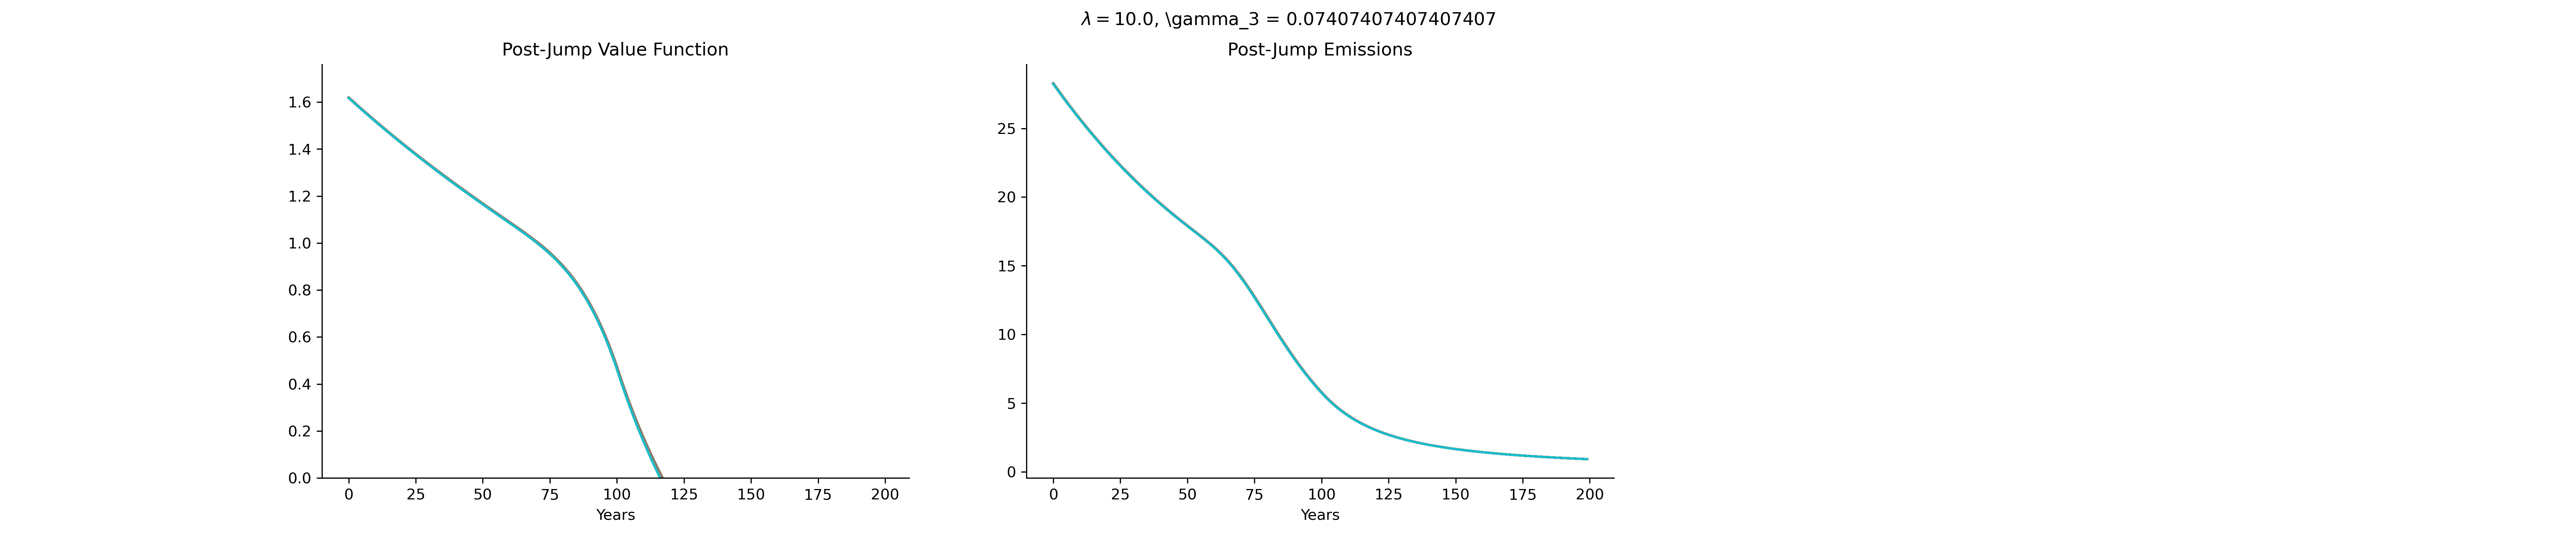 λ = 10.0, \gamma_3 = 0.07407407407407407
Post-Jump Value Function
1.6
1.4
1.2
1.0
0.8
0.6
0.4
0.2
0.0
0 25 50 75 100 125 150 175 200
Years
Post-Jump Emissions
25
20
15
10
5
0
0 25 50 75 100 125 150 175 200
Years